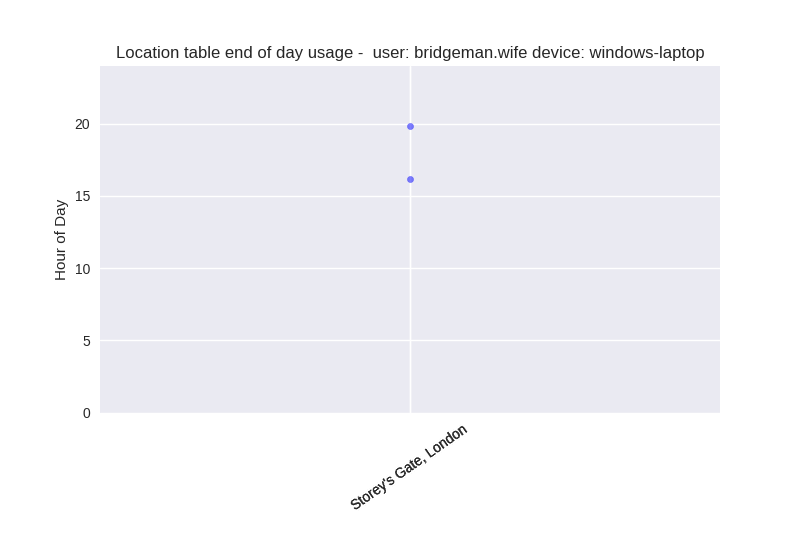 Location table end of day usage -  user: bridgeman.wife device: windows-laptop
20
15
10
5
0
Hour of Day
Storey's Gate, London